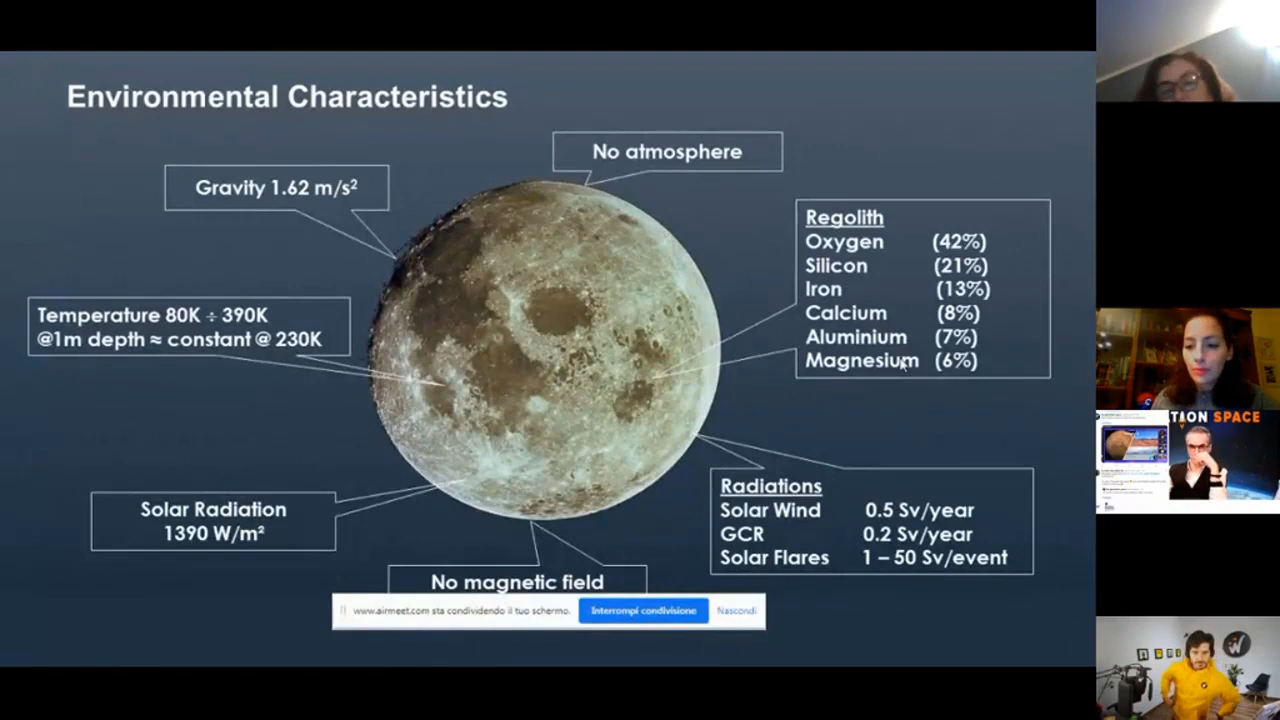 Environmental Characteristics
No atmosphere
Gravity 1.62 m/s²
Regolith
Oxygen (42%)
Silicon (21%)
Iron (13%)
Calcium (8%)
Aluminium (7%)
Magnesium (6%)
Temperature 80K ÷ 390K
@1m depth ≈ constant @ 230K
Solar Radiation
1390 W/m²
Radiations
Solar Wind 0.5 Sv/year
GCR 0.2 Sv/year
Solar Flares 1 – 50 Sv/event
No magnetic field
www.airmeet.com sta condividendo il tuo schermo.
Interrompi condivisione
Nascondi
TION SPACE